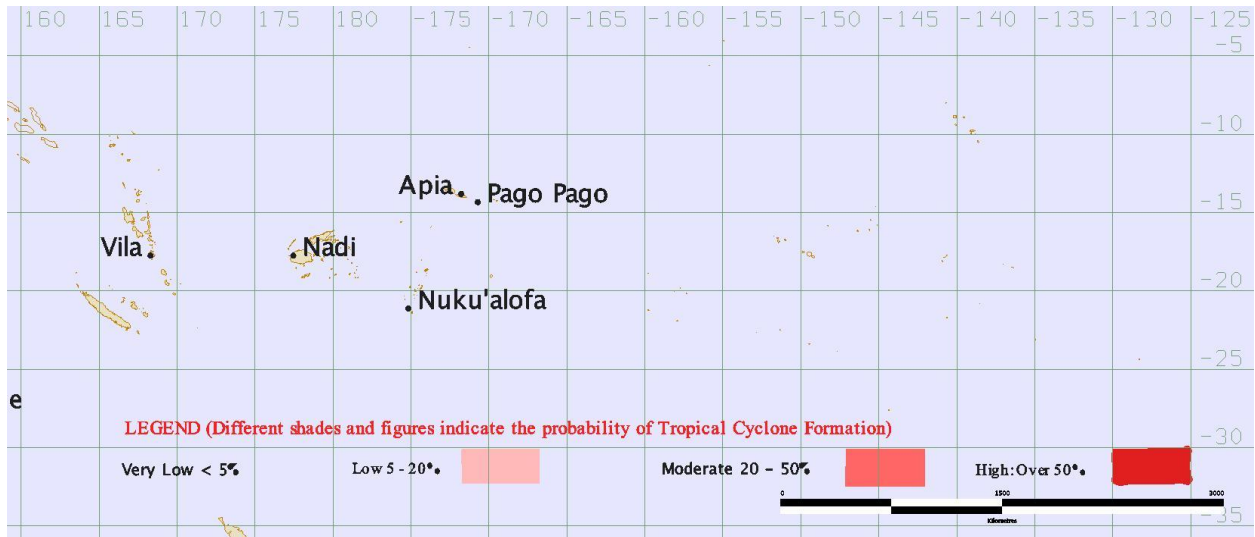 160 165 170 175 180 -175 -170 -165 -160 -155 -150 -145 -140 -135 -130 -125
-5
-10
Apia Pago Pago
-15
Vila Nadi
-20
Nuku'alofa
-25
e
LEGEND (Different shades and figures indicate the probability of Tropical Cyclone Formation)
-30
Very Low < 5% Low 5 - 20%. Moderate 20 - 50% High: Over 50%.
0 1500 3000
Kilometres
-35